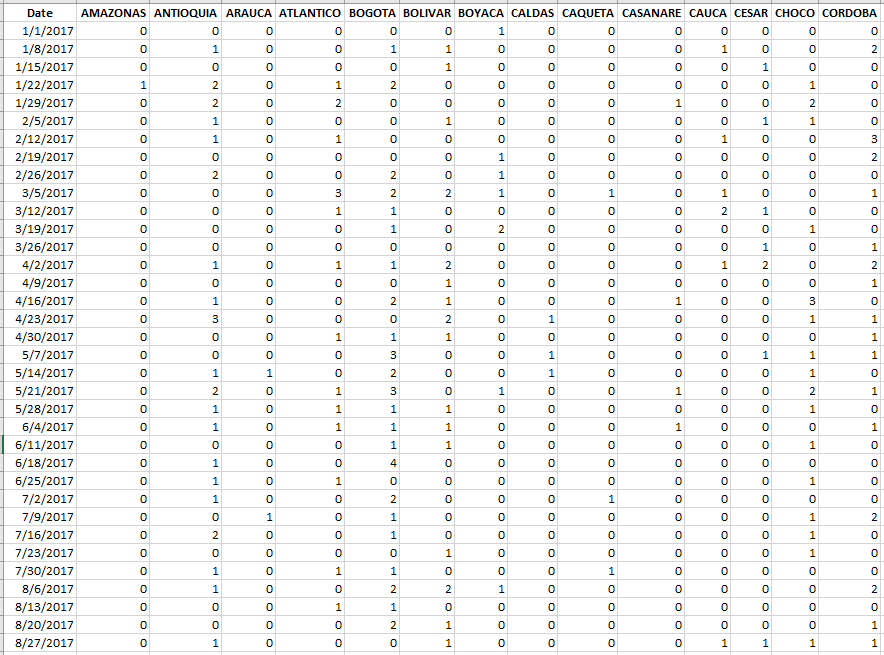 Date AMAZONAS ANTIOQUIA ARAUCA ATLANTICO BOGOTA BOLIVAR BOYACA CALDAS CAQUETA CASANARE CAUCA CESAR CHOCO CORDOBA
1/1/2017 0 0 0 0 0 0 1 0 0 0 0 0 0 0
1/8/2017 0 1 0 0 1 1 0 0 0 0 1 0 0 2
1/15/2017 0 0 0 0 0 1 0 0 0 0 0 1 0 0
1/22/2017 1 2 0 1 2 0 0 0 0 0 0 0 1 0
1/29/2017 0 2 0 2 0 0 0 0 0 1 0 0 2 0
2/5/2017 0 1 0 0 0 1 0 0 0 0 0 1 1 0
2/12/2017 0 1 0 1 0 0 0 0 0 0 1 0 0 3
2/19/2017 0 0 0 0 0 0 1 0 0 0 0 0 0 2
2/26/2017 0 2 0 0 2 0 1 0 0 0 0 0 0 0
3/5/2017 0 0 0 3 2 2 1 0 1 0 1 0 0 1
3/12/2017 0 0 0 1 1 0 0 0 0 0 2 1 0 0
3/19/2017 0 0 0 0 1 0 2 0 0 0 0 0 1 0
3/26/2017 0 0 0 0 0 0 0 0 0 0 0 1 0 1
4/2/2017 0 1 0 1 1 2 0 0 0 0 1 2 0 2
4/9/2017 0 0 0 0 0 1 0 0 0 0 0 0 0 1
4/16/2017 0 1 0 0 2 1 0 0 0 1 0 0 3 0
4/23/2017 0 3 0 0 0 2 0 1 0 0 0 0 1 1
4/30/2017 0 0 0 1 1 1 0 0 0 0 0 0 0 1
5/7/2017 0 0 0 0 3 0 0 1 0 0 0 1 1 1
5/14/2017 0 1 1 0 2 0 0 1 0 0 0 0 1 0
5/21/2017 0 2 0 1 3 0 1 0 0 1 0 0 2 1
5/28/2017 0 1 0 1 1 1 0 0 0 0 0 0 1 0
6/4/2017 0 1 0 1 1 1 0 0 0 1 0 0 0 1
6/11/2017 0 0 0 0 1 1 0 0 0 0 0 0 1 0
6/18/2017 0 1 0 0 4 0 0 0 0 0 0 0 0 0
6/25/2017 0 1 0 1 0 0 0 0 0 0 0 0 1 0
7/2/2017 0 1 0 0 2 0 0 0 1 0 0 0 0 0
7/9/2017 0 0 1 0 1 0 0 0 0 0 0 0 1 2
7/16/2017 0 2 0 0 1 0 0 0 0 0 0 0 1 0
7/23/2017 0 0 0 0 0 1 0 0 0 0 0 0 1 0
7/30/2017 0 1 0 1 1 0 0 0 1 0 0 0 0 0
8/6/2017 0 1 0 0 2 2 1 0 0 0 0 0 0 2
8/13/2017 0 0 0 1 1 0 0 0 0 0 0 0 0 0
8/20/2017 0 0 0 0 2 1 0 0 0 0 0 0 0 1
8/27/2017 0 1 0 0 0 1 0 0 0 0 1 1 1 1